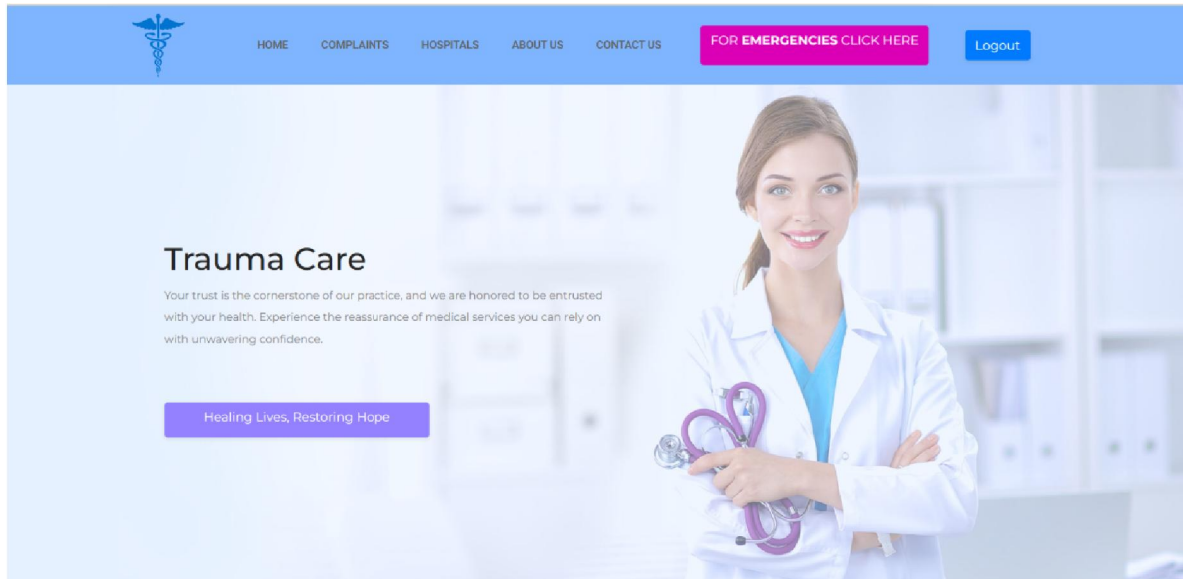 HOME COMPLAINTS HOSPITALS ABOUT US CONTACT US FOR EMERGENCIES CLICK HERE Logout
Trauma Care
Your trust is the cornerstone of our practice, and we are honored to be entrusted
with your health. Experience the reassurance of medical services you can rely on
with unwavering confidence.
Healing Lives, Restoring Hope